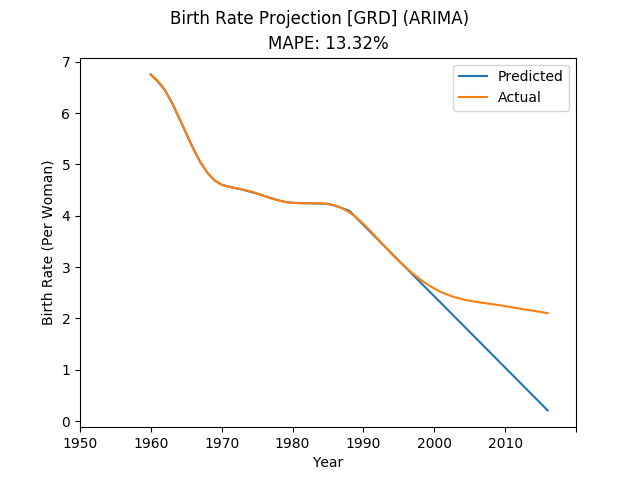 Birth Rate Projection [GRD] (ARIMA)
MAPE: 13.32%
Predicted
Actual
Birth Rate (Per Woman)
7
6
5
4
3
2
1
0
1950 1960 1970 1980 1990 2000 2010
Year